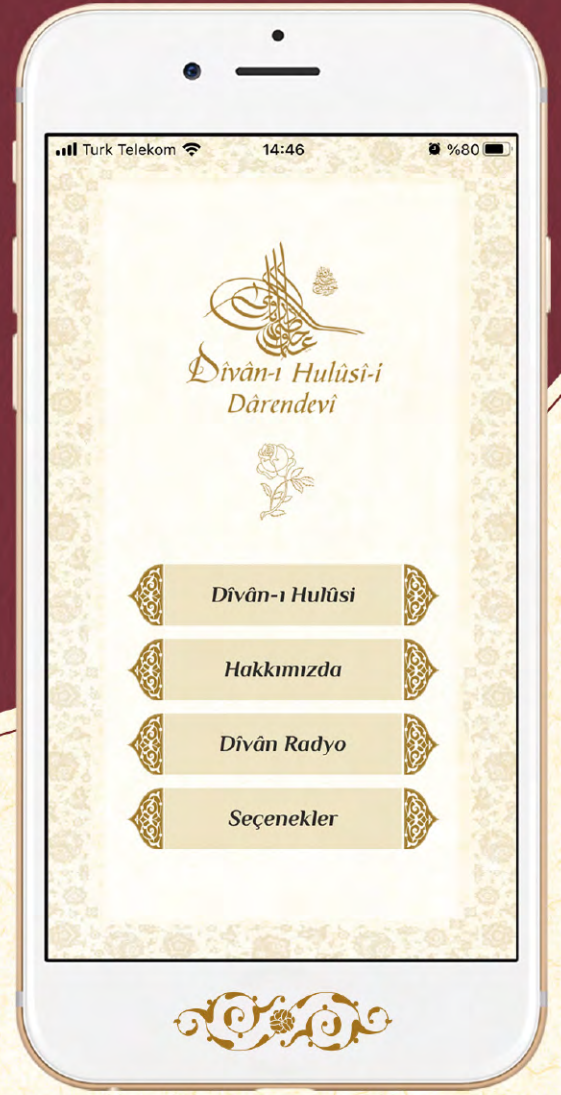 Turk Telekom 14:46 %80
Dîvân-ı Hulûsî-i
Dârendevî
Dîvân-ı Hulûsi
Hakkımızda
Dîvân Radyo
Seçenekler